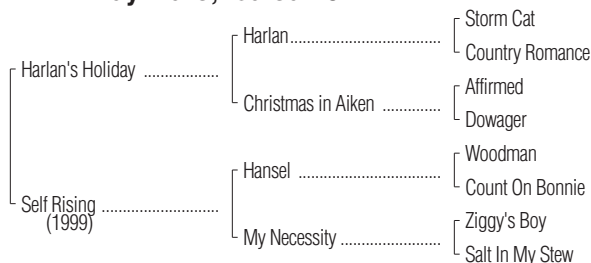 Harlan's Holiday .................
Harlan....................................
Storm Cat
Country Romance
Christmas in Aiken ..............
Affirmed
Dowager
Self Rising ...........................
(1999)
Hansel ..................................
Woodman
Count On Bonnie
My Necessity ........................
Ziggy's Boy
Salt In My Stew